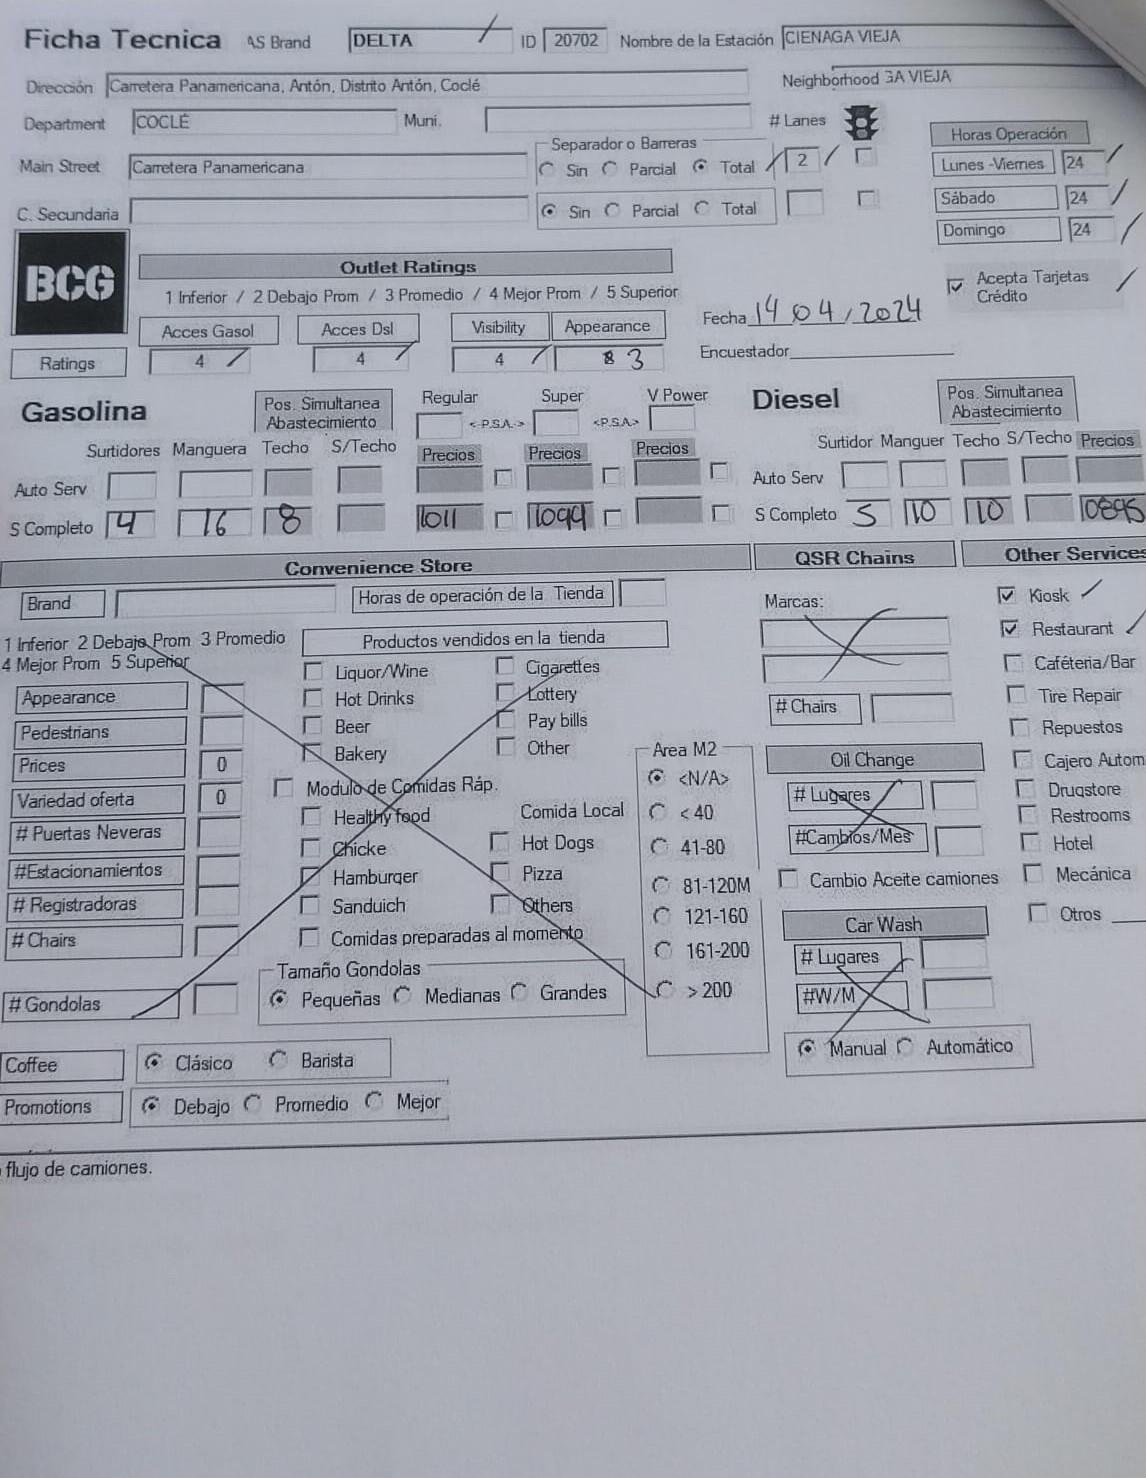 Ficha Tecnica AS Brand DELTA ID 20702 Nombre de la Estación CIENAGA VIEJA
Dirección Carretera Panamericana, Antón, Distrito Antón, Coclé Neighborhood GA VIEJA
Department COCLÉ Muni. # Lanes
Separador o Barreras
Horas Operación
Main Street Carretera Panamericana Sin Parcial Total 2 Lunes -Viernes 24
C. Secundaria Sin Parcial Total Sábado 24
Domingo 24
BCG
Outlet Ratings
1 Inferior / 2 Debajo Prom / 3 Promedio / 4 Mejor Prom / 5 Superior
Acepta Tarjetas
Crédito
Fecha 14 04 / 2024
Acces Gasol Acces Dsl Visibility Appearance
Ratings 4 4 4 3
Encuestador
Gasolina Pos. Simultanea
Abastecimiento
Regular Super V Power
<-P.S.A.-> <-P.S.A->
Diesel Pos. Simultanea
Abastecimiento
Surtidores Manguera Techo S/Techo Precios Precios Precios
Surtidor Manguer Techo S/Techo Precios
Auto Serv Auto Serv
S Completo 4 16 8 1011 1099 S Completo 5 10 10 0895
Convenience Store QSR Chains Other Services
Brand Horas de operación de la Tienda
1 Inferior 2 Debajo Prom 3 Promedio
4 Mejor Prom 5 Superior
Productos vendidos en la tienda
Appearance
Pedestrians
Prices 0
Variedad oferta 0
# Puertas Neveras
#Estacionamientos
# Registradoras
# Chairs
# Gondolas
Liquor/Wine Cigarettes
Hot Drinks Lottery
Beer Pay bills
Bakery Other
Modulo de Comidas Ráp.
Healthy food Comida Local
Chicke Hot Dogs
Hamburger Pizza
Sanduich Others
Comidas preparadas al momento
Tamaño Gondolas
Pequeñas Medianas Grandes
Area M2
<N/A>
< 40
41-80
81-120M
121-160
161-200
> 200
Marcas:
# Chairs
Oil Change
# Lugares
#Cambios/Mes
Cambio Aceite camiones
Car Wash
# Lugares
#W/M
Manual Automático
Kiosk
Restaurant
Caféteria/Bar
Tire Repair
Repuestos
Cajero Autom
Drugstore
Restrooms
Hotel
Mecánica
Otros
Coffee Clásico Barista
Promotions Debajo Promedio Mejor
flujo de camiones.